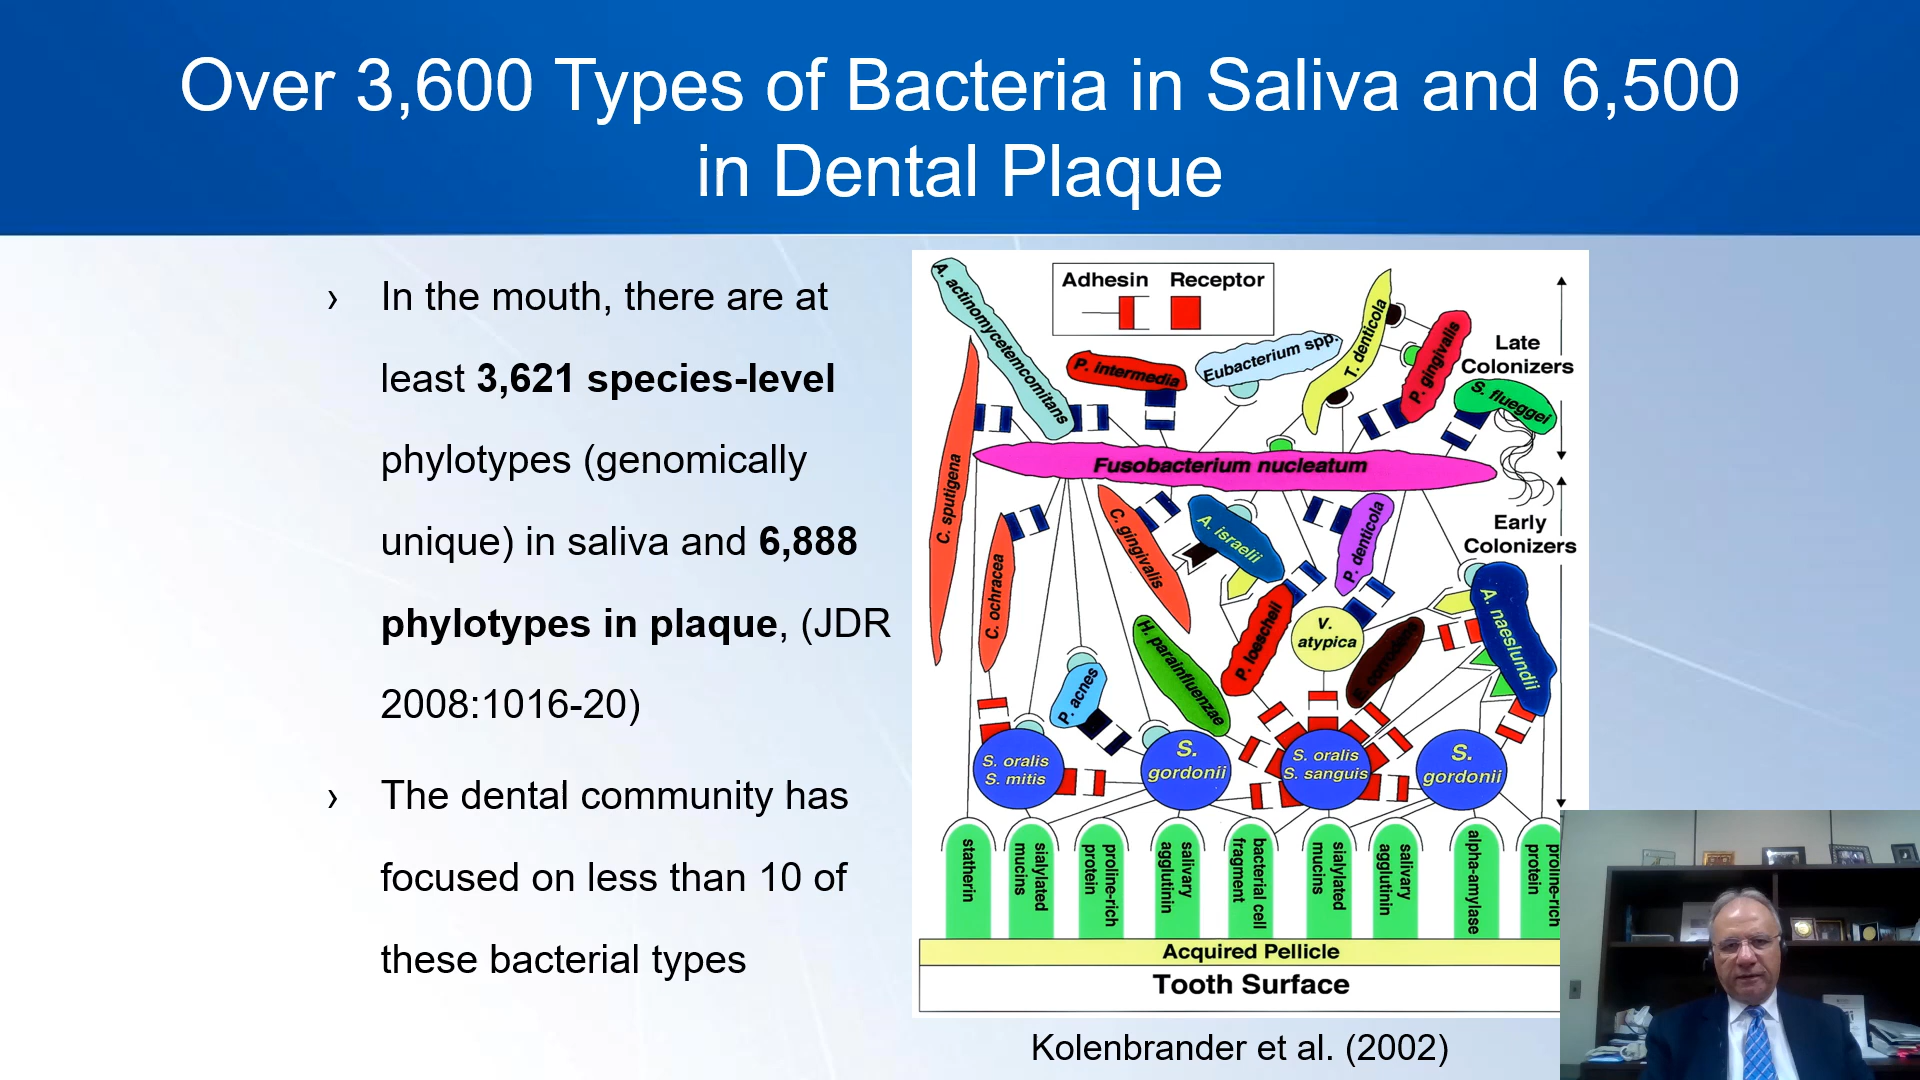 Over 3,600 Types of Bacteria in Saliva and 6,500
in Dental Plaque
› In the mouth, there are at
least 3,621 species-level
phylotypes (genomically
unique) in saliva and 6,888
phylotypes in plaque, (JDR
2008:1016-20)
› The dental community has
focused on less than 10 of
these bacterial types
Adhesin Receptor
A. actinomycetemcomitans
P. intermedia
Eubacterium spp.
T. denticola
P. gingivalis
Late
Colonizers
S. flueggei
C. sputigena
Fusobacterium nucleatum
Early
Colonizers
C. ochracea
C. gingivalis
A. israelii
P. denticola
P. acnes
H. parainfluenzae
P. loescheii
V.
atypica
A. naeslundii
S. oralis
S. mitis
S.
gordonii
S. oralis
S. sanguis
S.
gordonii
statherin
sialylated
mucins
proline-rich
protein
salivary
agglutinin
bacterial cell
fragment
sialylated
mucins
salivary
agglutinin
alpha-amylase
proline-rich
protein
Acquired Pellicle
Tooth Surface
Kolenbrander et al. (2002)